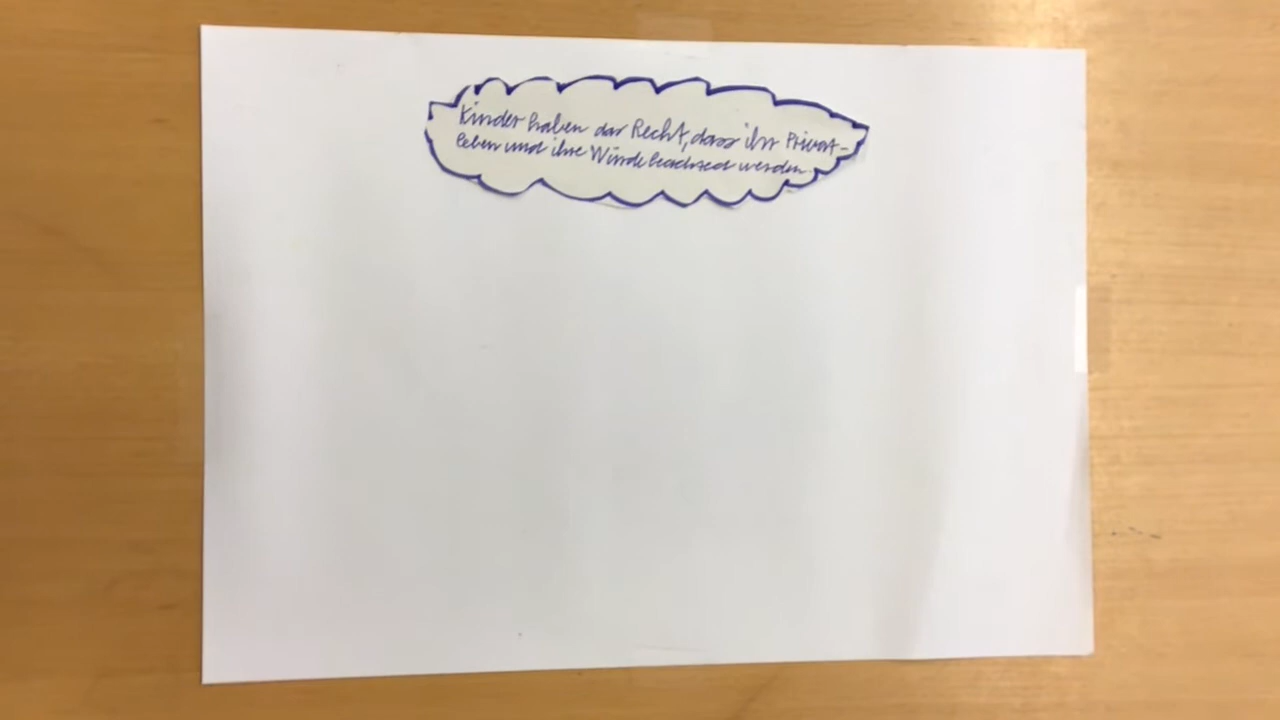 Kinder haben das Recht, dass ihr Privat-
leben und ihre Würde beachtet werden.